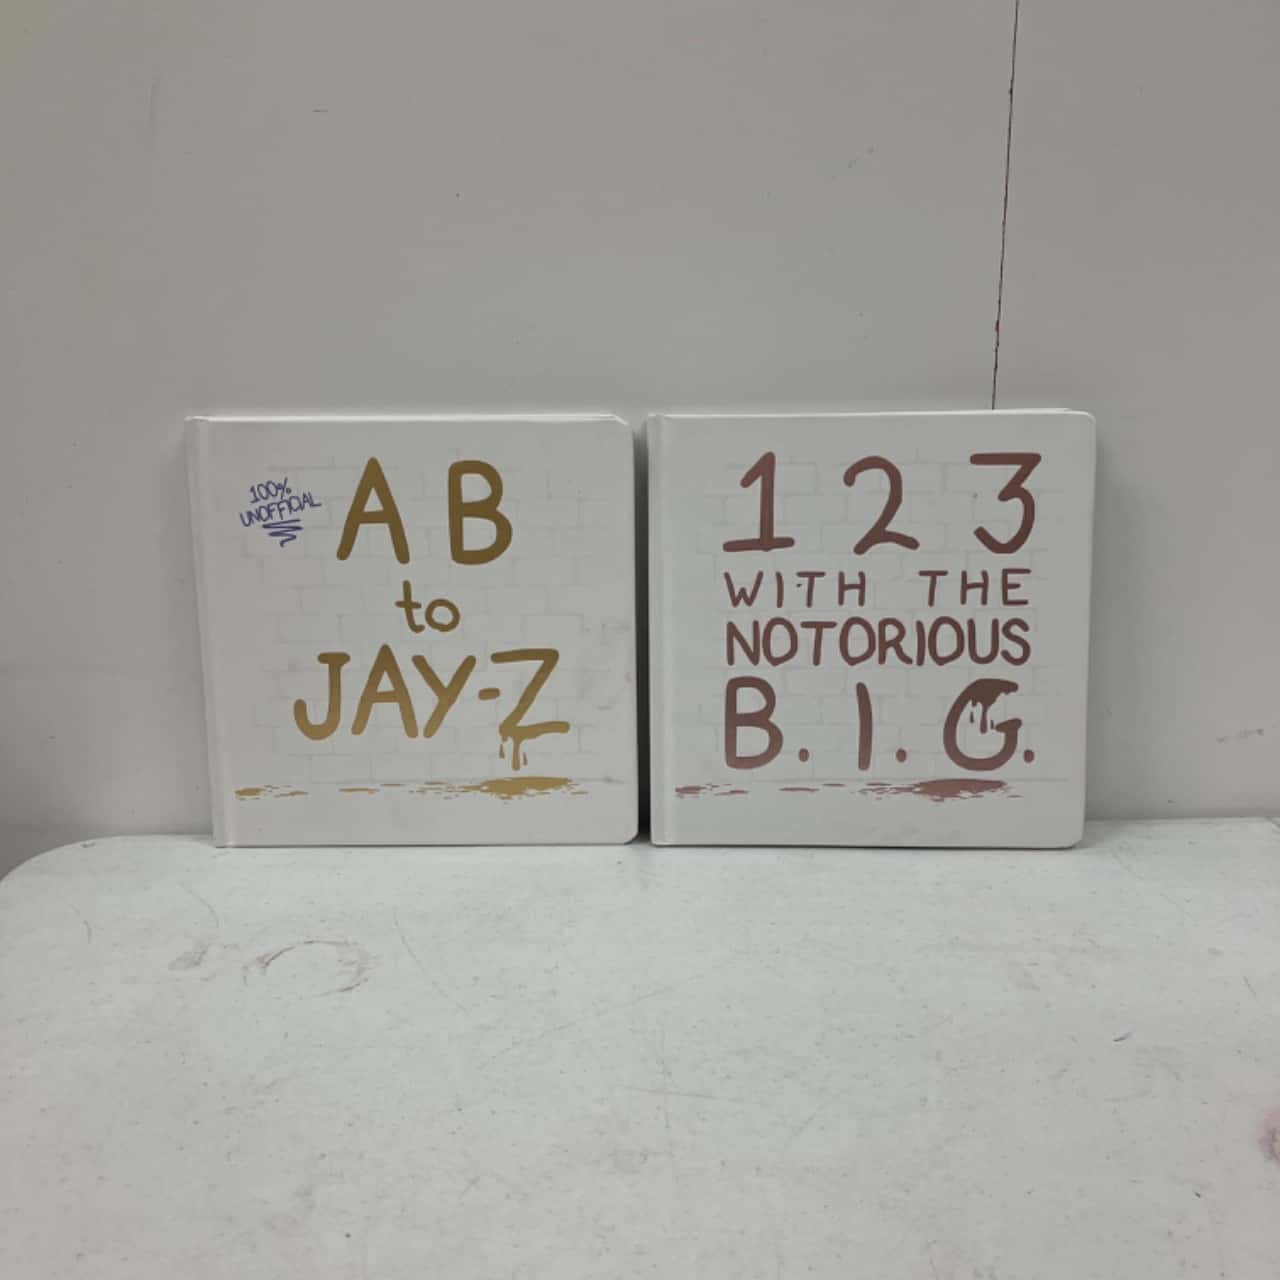 100%
UNOFFICIAL
A B
to
JAY-Z
1 2 3
WITH THE
NOTORIOUS
B. I. G.